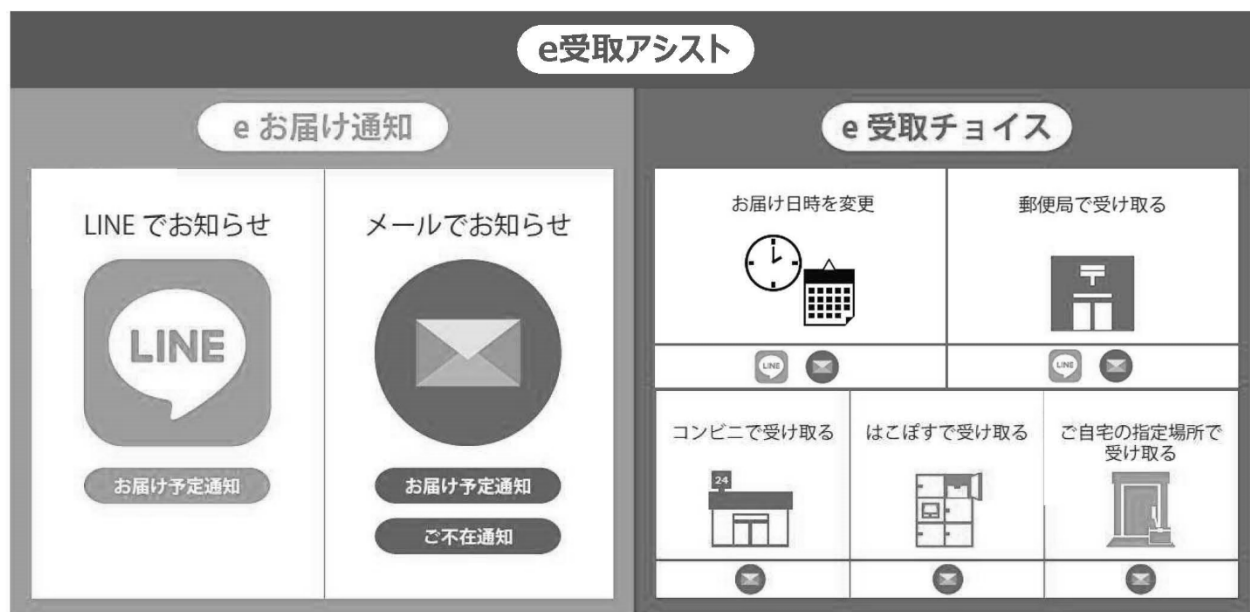 e受取アシスト
e お届け通知
LINE でお知らせ
LINE
お届け予定通知
メールでお知らせ
お届け予定通知
ご不在通知
e 受取チョイス
お届け日時を変更
郵便局で受け取る
LINE
LINE
コンビニで受け取る
24
はこぽすで受け取る
ご自宅の指定場所で
受け取る